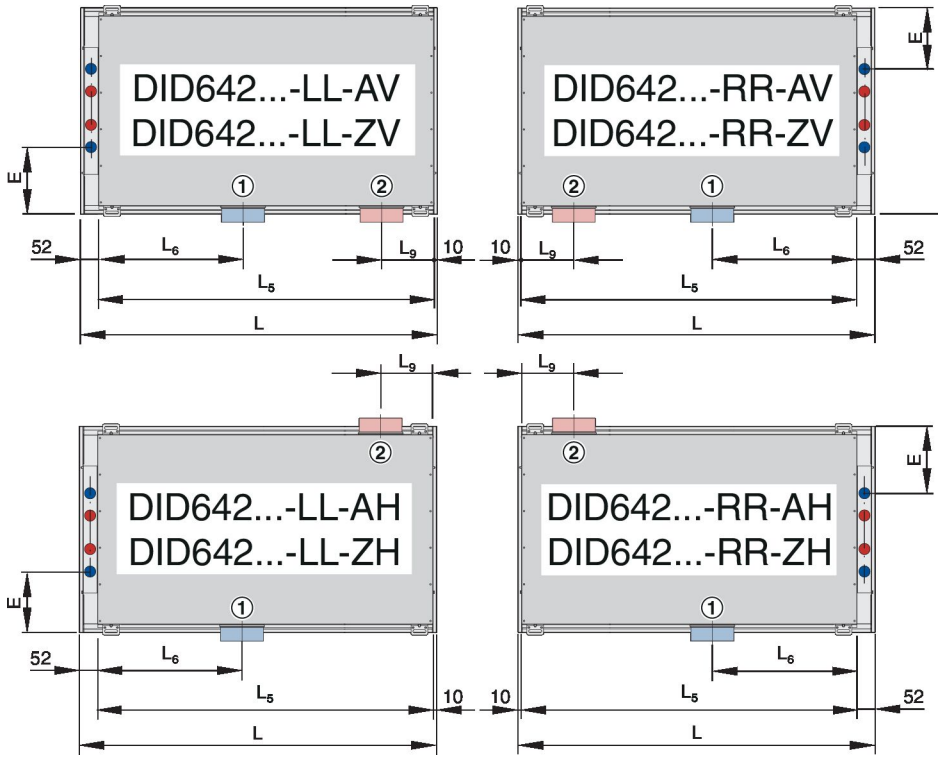 E
DID642...-LL-AV
DID642...-RR-AV
DID642...-LL-ZV
DID642...-RR-ZV
E
①
②
②
①
52
L₆
L₉
10
10
L₉
L₆
52
L₅
L₅
L
L
L₉
L₉
②
②
E
DID642...-LL-AH
DID642...-RR-AH
DID642...-LL-ZH
DID642...-RR-ZH
E
①
①
52
L₆
L₆
L₅
10
10
L₅
52
L
L